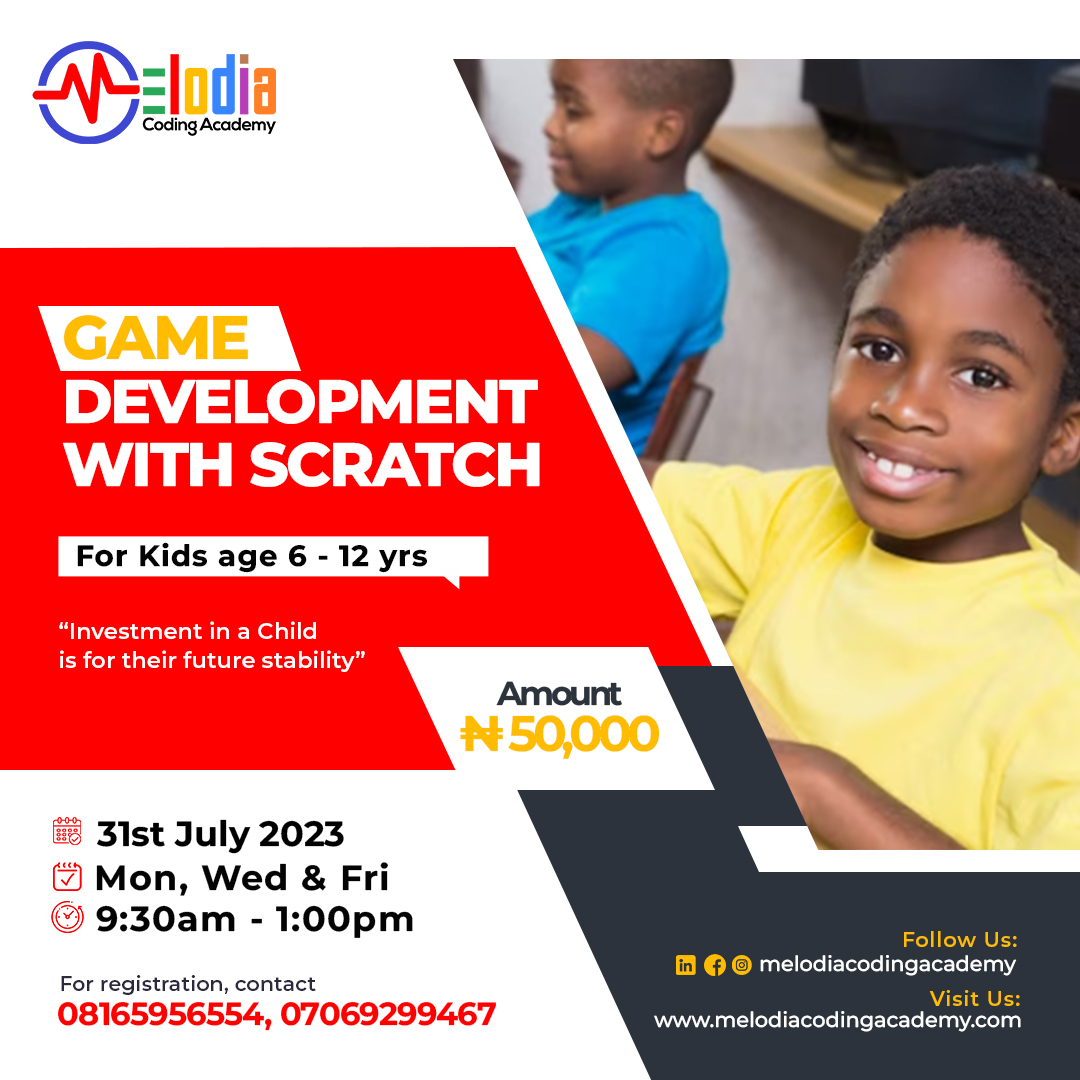 Melodia
Coding Academy
GAME
DEVELOPMENT
WITH SCRATCH
For Kids age 6 - 12 yrs
“Investment in a Child
is for their future stability”
Amount
₦ 50,000
31st July 2023
Mon, Wed & Fri
9:30am - 1:00pm
For registration, contact
08165956554, 07069299467
Follow Us:
melodiacodingacademy
Visit Us:
www.melodiacodingacademy.com